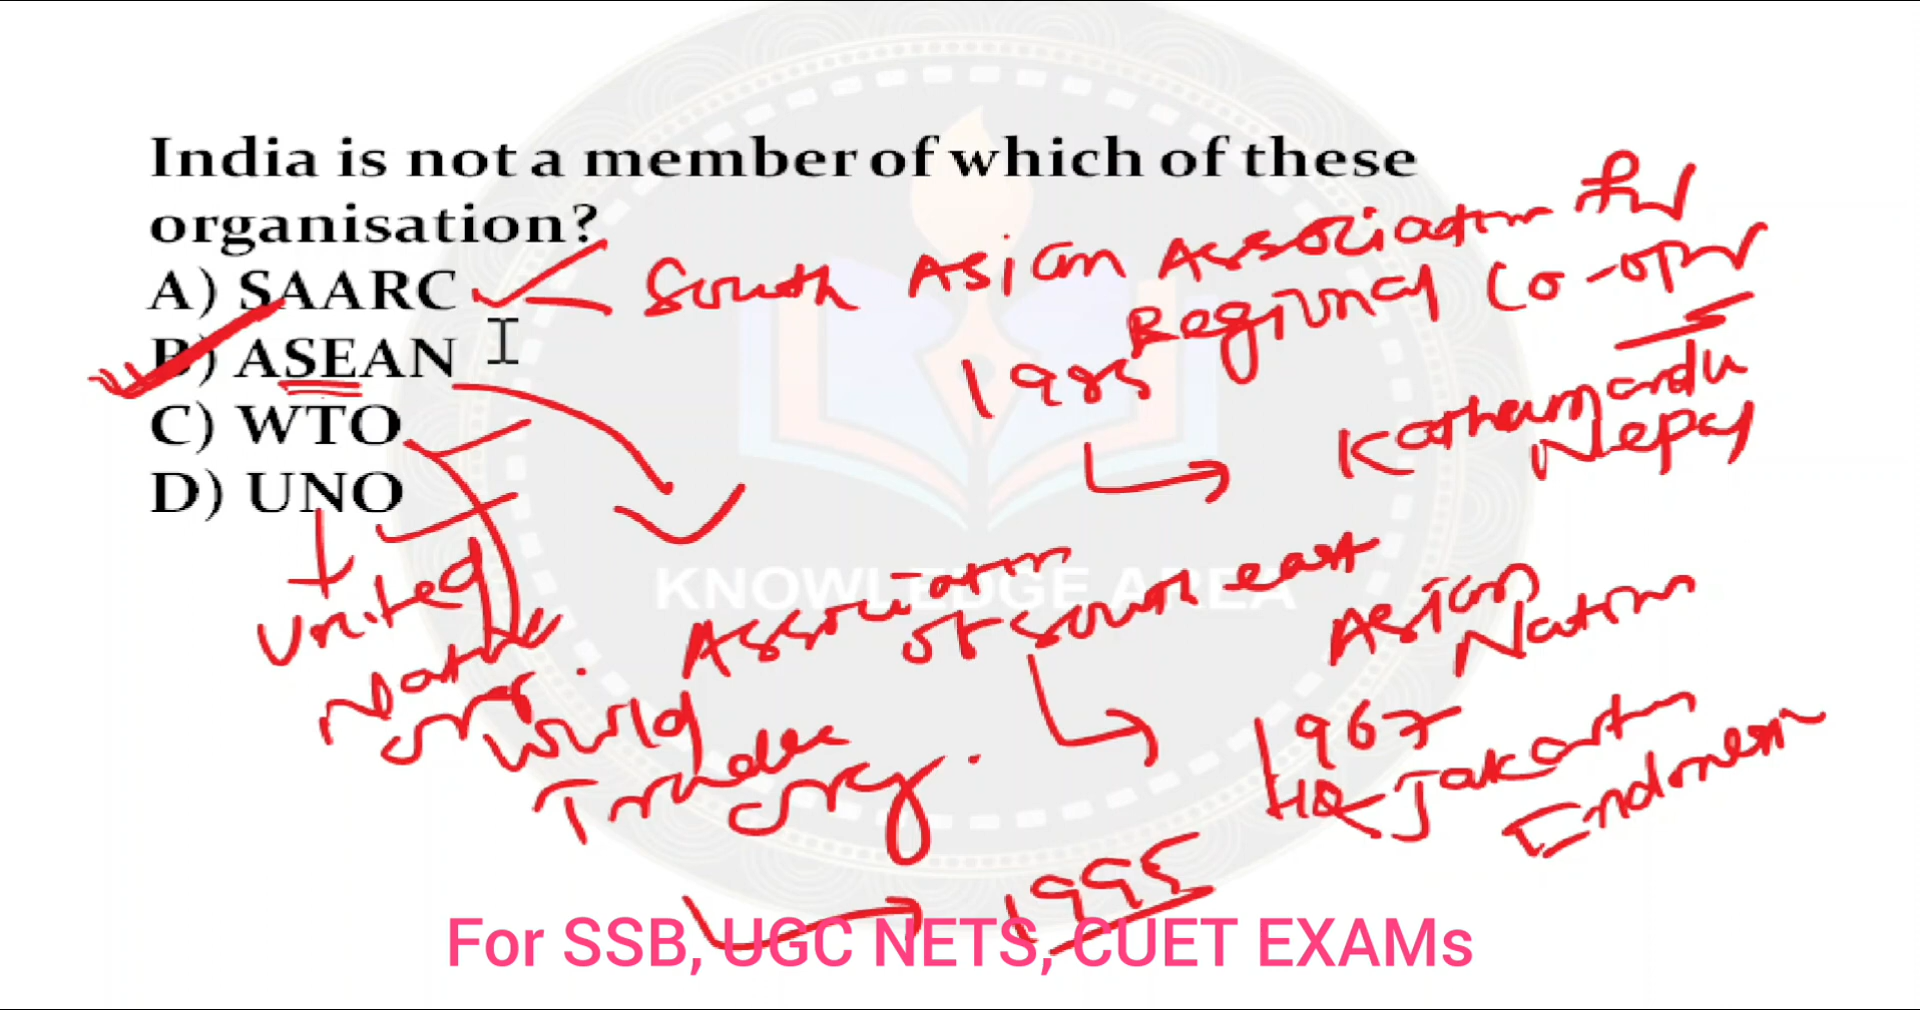 India is not a member of which of these
organisation?
A) SAARC
South Asian Association for
Regional Co-opr
B) ASEAN
1985
Kathamandu
Nepal
C) WTO
D) UNO
KNOWLEDGE AREA
United
Nation
org.
Association
of South east
Asian
Nation
World
Trade
org.
1967
HQ Jakarta
Indonesia
1995
For SSB, UGC NETS, CUET EXAMs